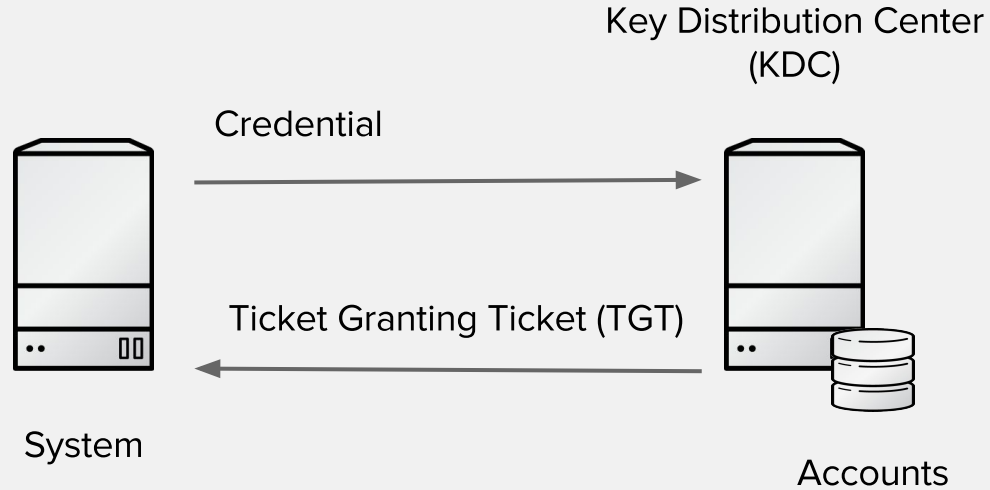 Key Distribution Center
(KDC)
Credential
Ticket Granting Ticket (TGT)
System
Accounts